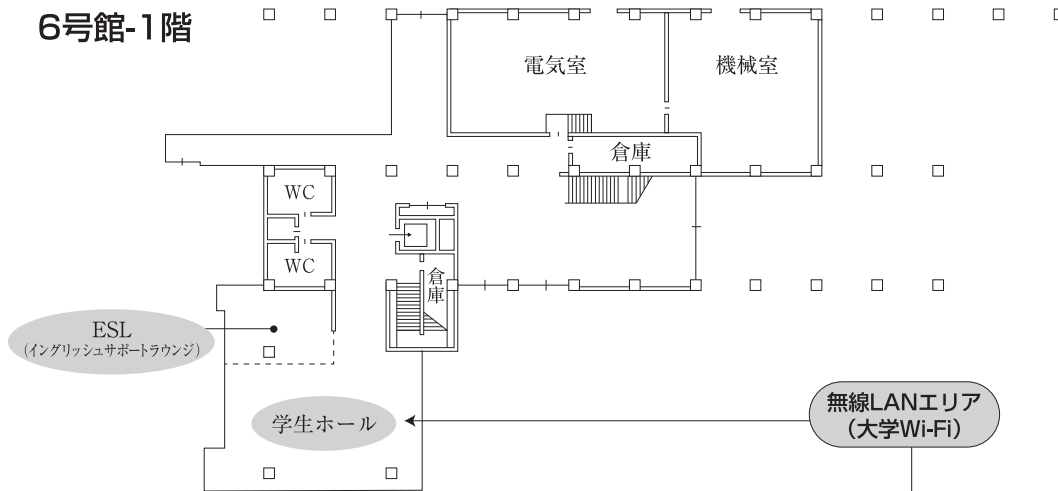 6号館-1階
電気室
機械室
倉庫
WC
WC
倉庫
ESL
(イングリッシュサポートラウンジ)
学生ホール
無線LANエリア
(大学Wi-Fi)